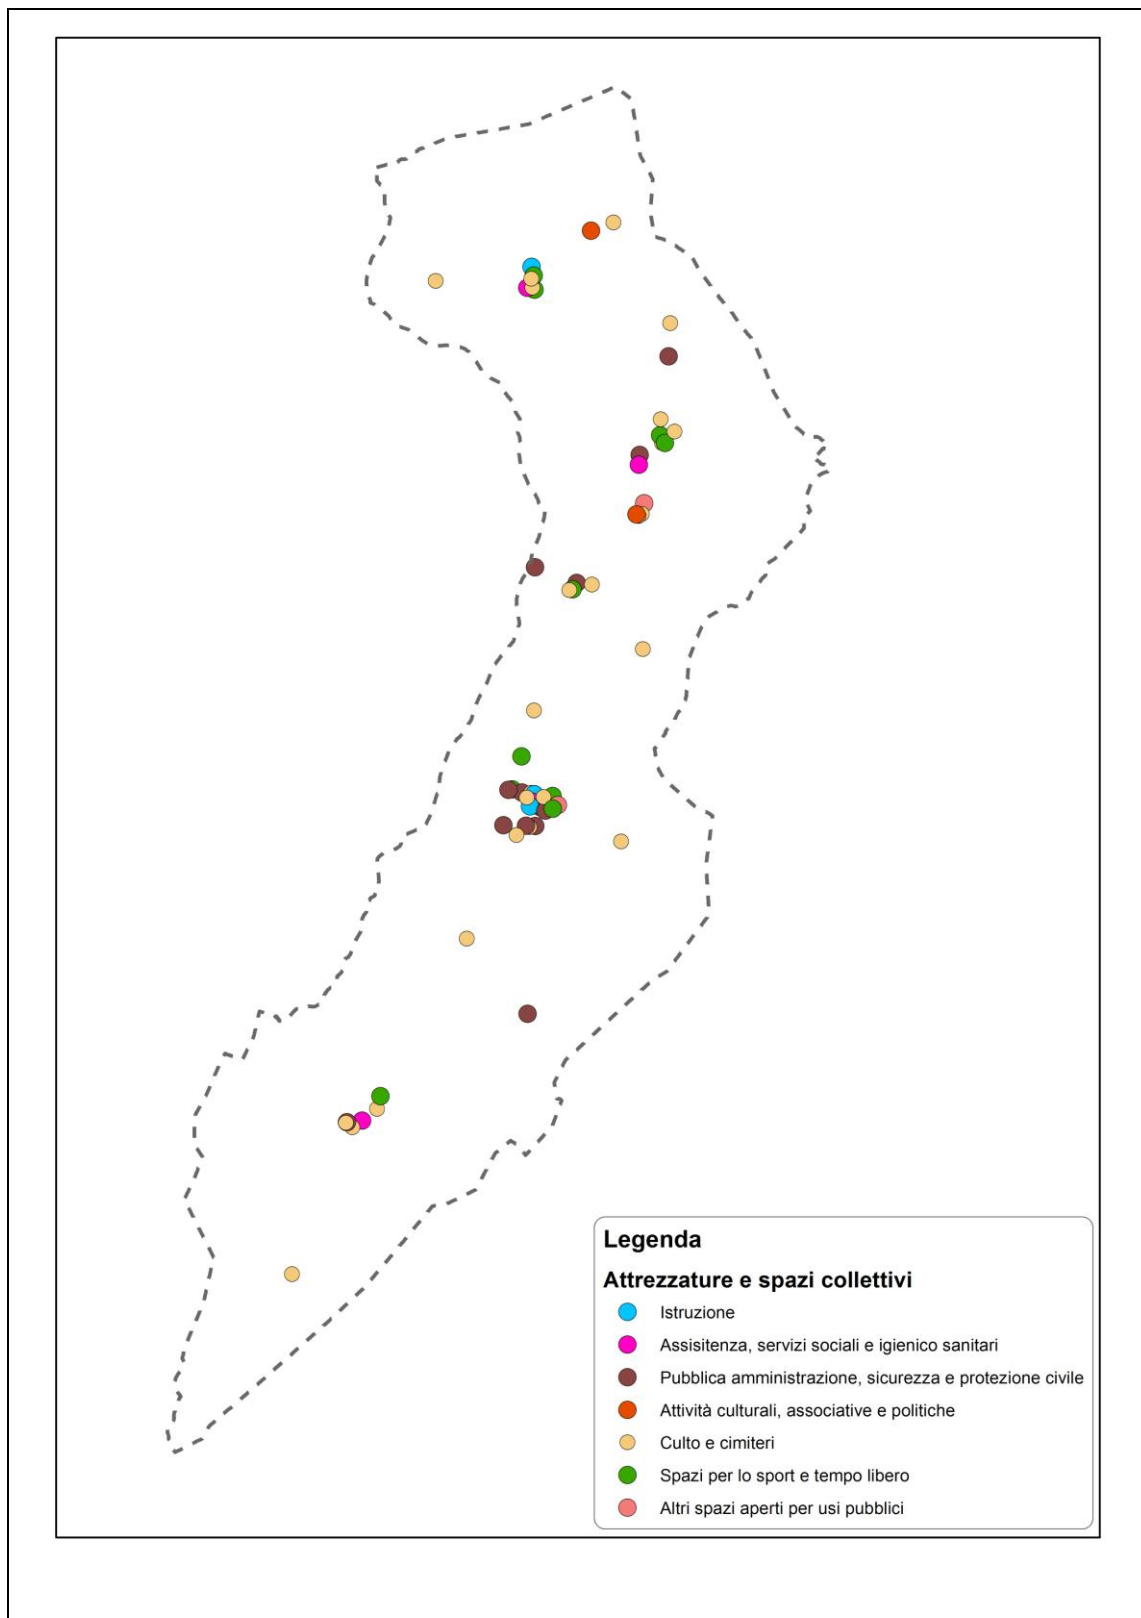 Legenda
Attrezzature e spazi collettivi
Istruzione
Assisitenza, servizi sociali e igienico sanitari
Pubblica amministrazione, sicurezza e protezione civile
Attività culturali, associative e politiche
Culto e cimiteri
Spazi per lo sport e tempo libero
Altri spazi aperti per usi pubblici